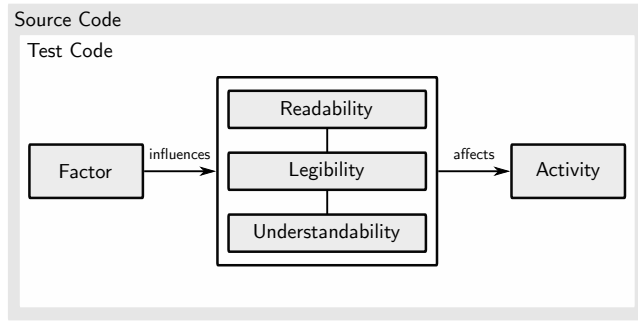 Source Code
Test Code
Readability
influences
affects
Factor
Legibility
Activity
Understandability